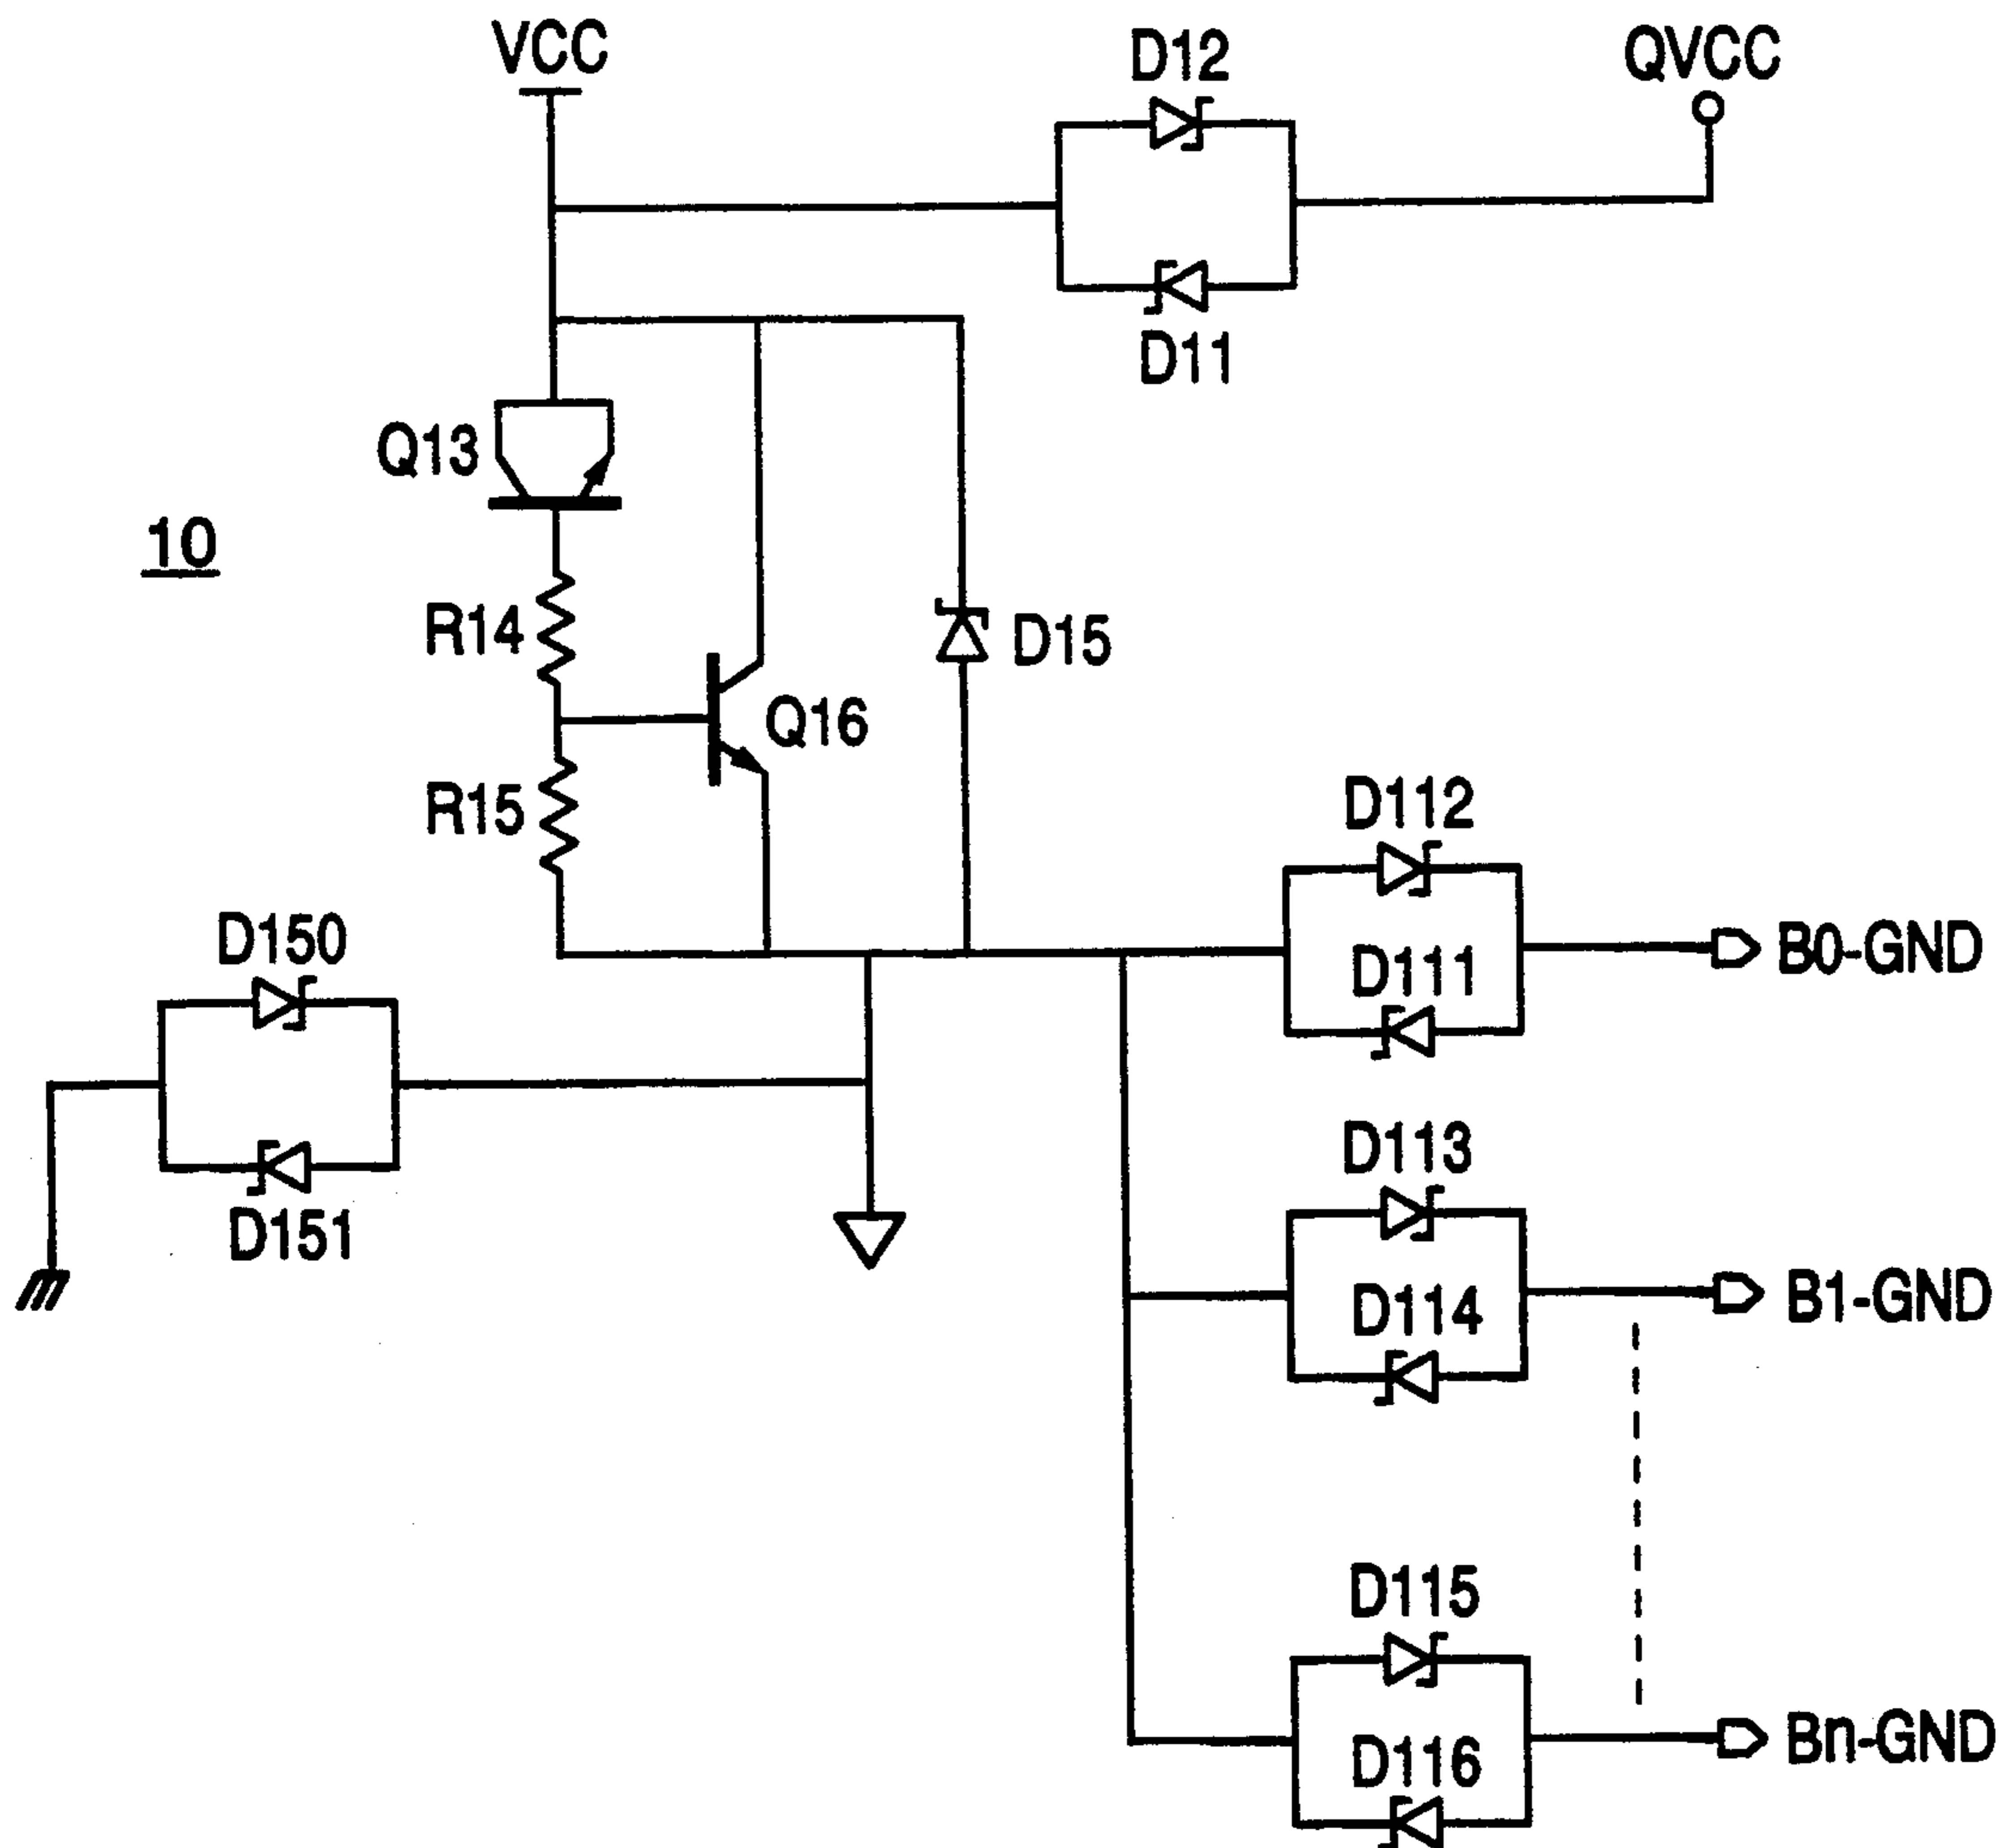 VCC
D12
QVCC
D11
Q13
10
R14
D15
Q16
R15
D112
D150
B0-GND
D111
D113
D151
B1-GND
D114
D115
Bn-GND
D116